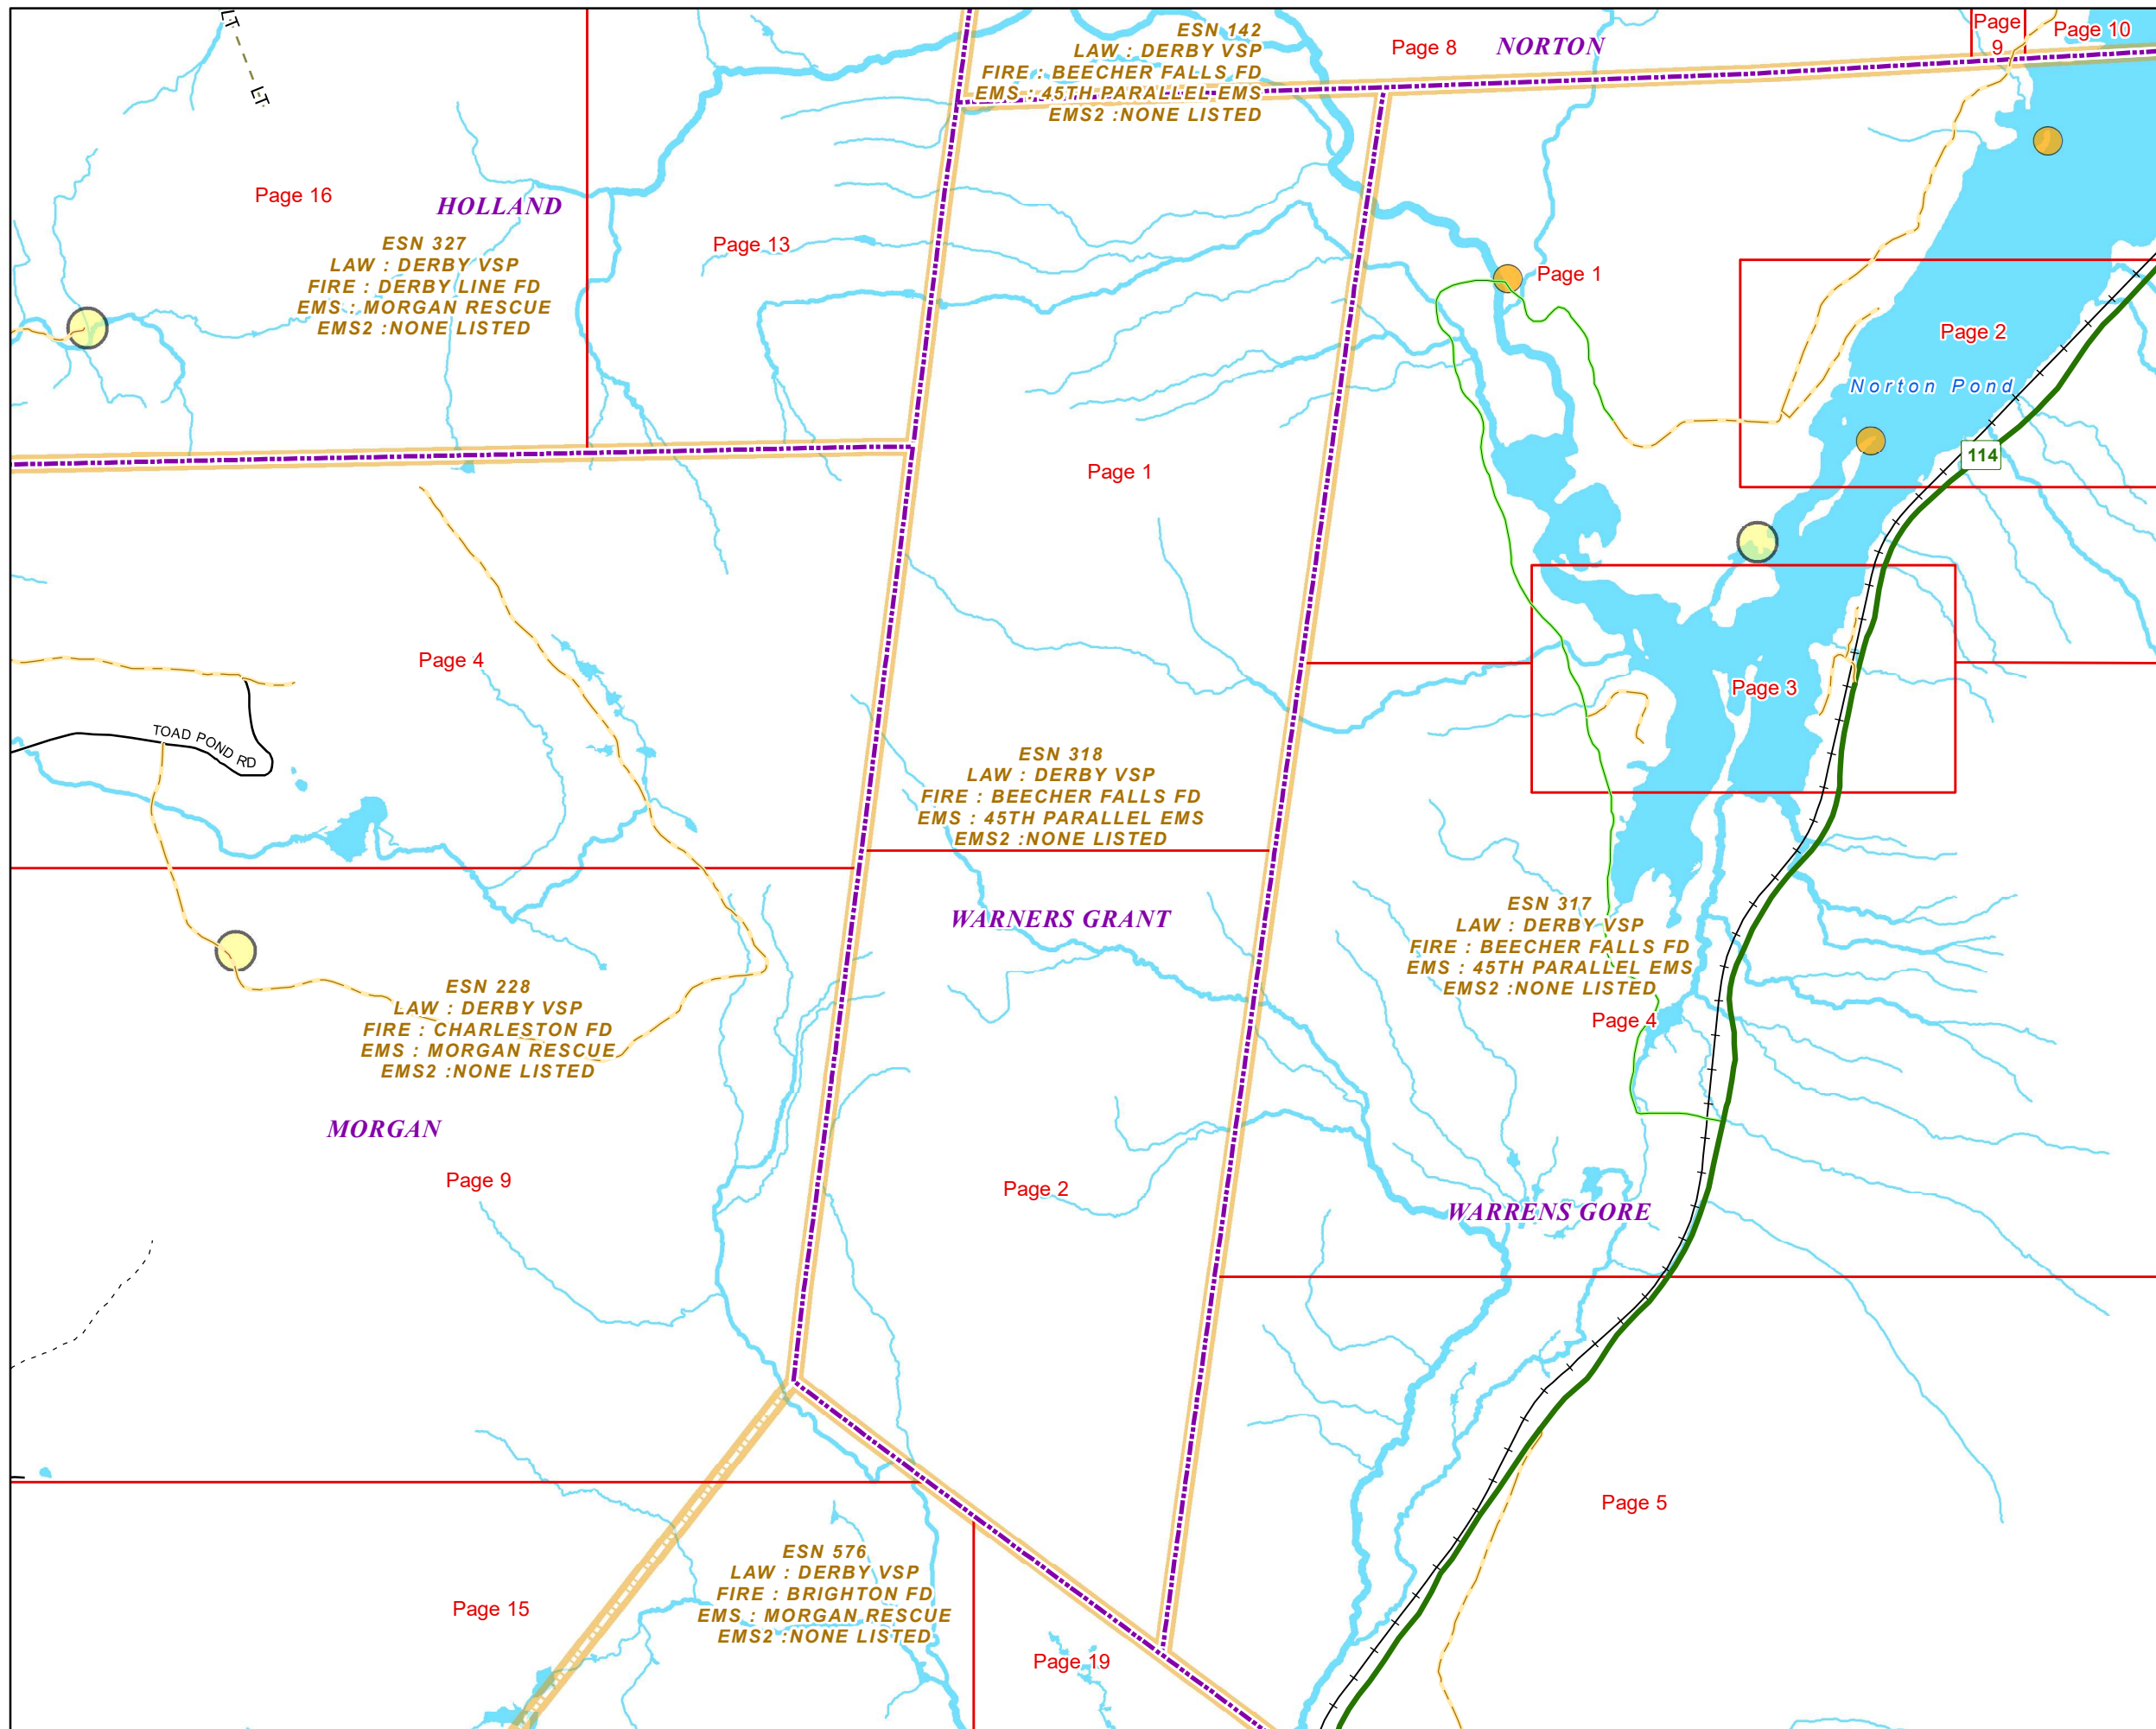 LT
LT
ESN 142
LAW : DERBY VSP
FIRE : BEECHER FALLS FD
EMS : 45TH PARALLEL EMS
EMS2 :NONE LISTED
Page 8
NORTON
Page
9
Page 10
Page 16
HOLLAND
ESN 327
LAW : DERBY VSP
FIRE : DERBY LINE FD
EMS : MORGAN RESCUE
EMS2 :NONE LISTED
Page 13
Page 1
Page 2
Norton Pond
114
Page 1
Page 4
TOAD POND RD
Page 3
ESN 318
LAW : DERBY VSP
FIRE : BEECHER FALLS FD
EMS : 45TH PARALLEL EMS
EMS2 :NONE LISTED
WARNERS GRANT
ESN 317
LAW : DERBY VSP
FIRE : BEECHER FALLS FD
EMS : 45TH PARALLEL EMS
EMS2 :NONE LISTED
Page 4
ESN 228
LAW : DERBY VSP
FIRE : CHARLESTON FD
EMS : MORGAN RESCUE
EMS2 :NONE LISTED
MORGAN
Page 9
Page 2
WARRENS GORE
Page 5
ESN 576
LAW : DERBY VSP
FIRE : BRIGHTON FD
EMS : MORGAN RESCUE
EMS2 :NONE LISTED
Page 15
Page 19